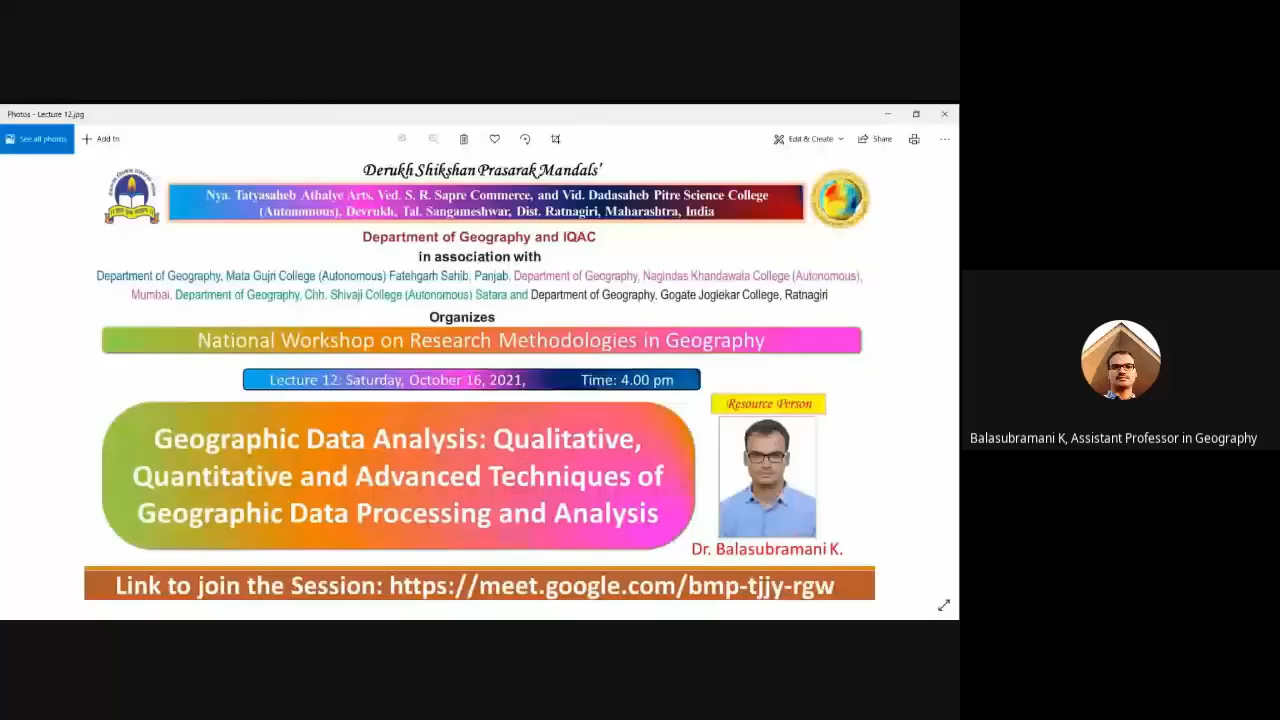 Photos - Lecture 12.jpg
See all photos
Add to
Edit & Create
Share
Derukh Shikshan Prasarak Mandals'
Nya. Tatyasaheb Athalye Arts, Ved. S. R. Sapre Commerce, and Vid. Dadasaheb Pitre Science College
(Autonomous), Devrukh, Tal. Sangameshwar, Dist. Ratnagiri, Maharashtra, India
Department of Geography and IQAC
in association with
Department of Geography, Mata Gujri College (Autonomous) Fatehgarh Sahib, Panjab, Department of Geography, Nagindas Khandawala College (Autonomous),
Mumbai, Department of Geography, Chh. Shivaji College (Autonomous) Satara and Department of Geography, Gogate Jogiekar College, Ratnagiri
Organizes
National Workshop on Research Methodologies in Geography
Lecture 12: Saturday, October 16, 2021, Time: 4.00 pm
Resource Person
Geographic Data Analysis: Qualitative,
Quantitative and Advanced Techniques of
Geographic Data Processing and Analysis
Dr. Balasubramani K.
Link to join the Session: https://meet.google.com/bmp-tjjy-rgw
Balasubramani K, Assistant Professor in Geography